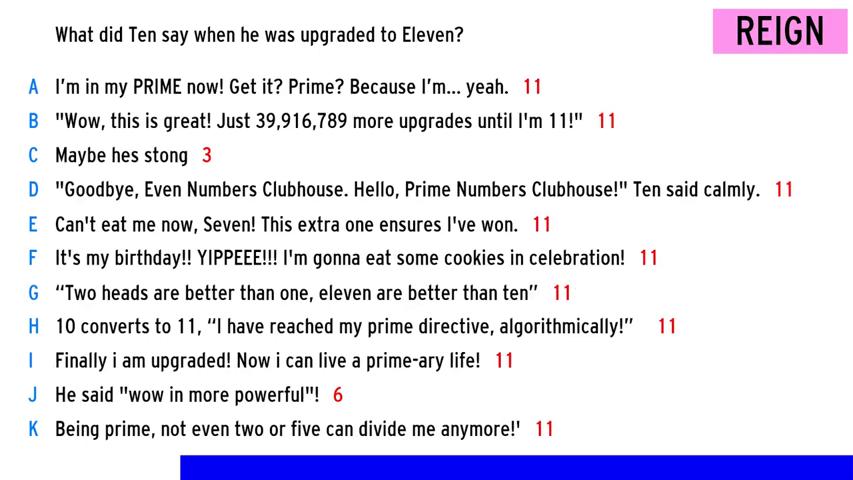 What did Ten say when he was upgraded to Eleven?
REIGN
A I'm in my PRIME now! Get it? Prime? Because I'm... yeah. 11
B "Wow, this is great! Just 39,916,789 more upgrades until I'm 11!" 11
C Maybe hes stong 3
D "Goodbye, Even Numbers Clubhouse. Hello, Prime Numbers Clubhouse!" Ten said calmly. 11
E Can't eat me now, Seven! This extra one ensures I've won. 11
F It's my birthday!! YIPPEEE!!! I'm gonna eat some cookies in celebration! 11
G “Two heads are better than one, eleven are better than ten” 11
H 10 converts to 11, “I have reached my prime directive, algorithmically!” 11
I Finally i am upgraded! Now i can live a prime-ary life! 11
J He said "wow in more powerful"! 6
K Being prime, not even two or five can divide me anymore!' 11